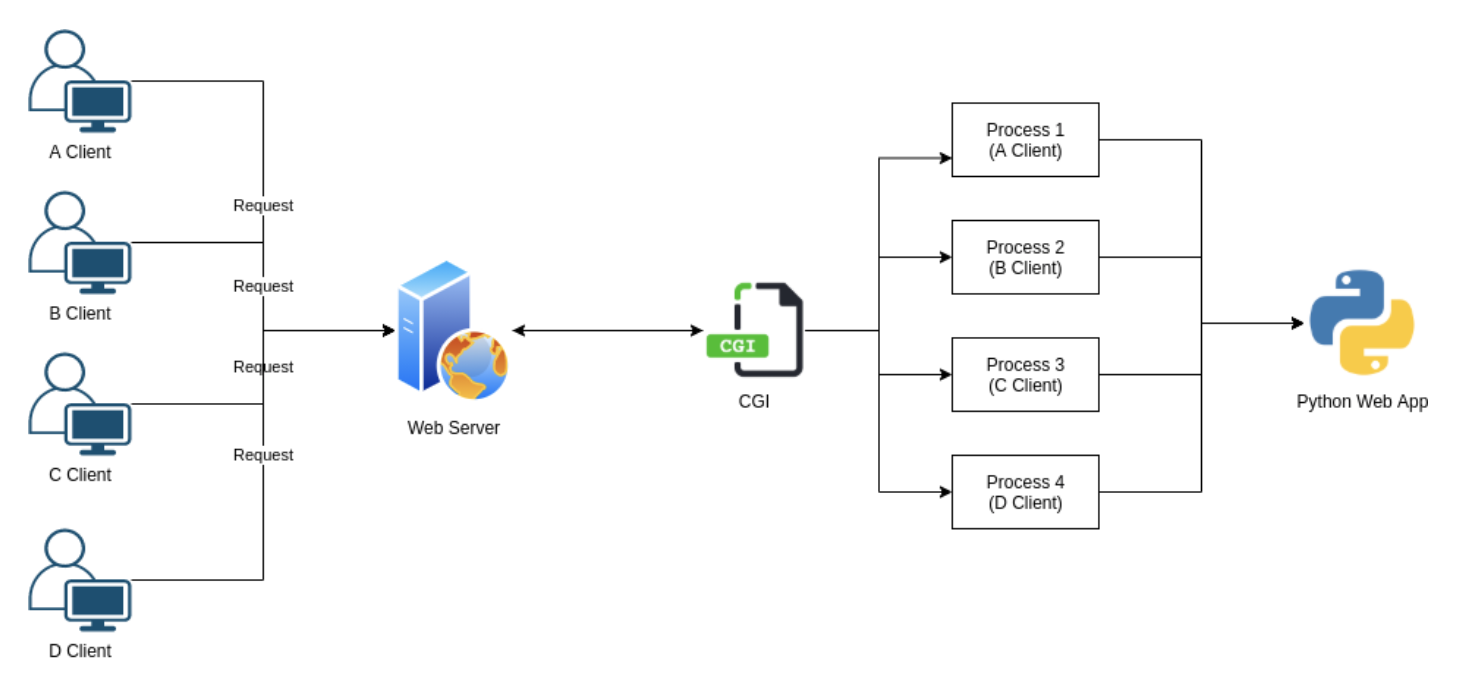 A Client
Request
B Client
Request
Request
C Client
Request
D Client
Web Server
CGI
CGI
Process 1
(A Client)
Process 2
(B Client)
Process 3
(C Client)
Process 4
(D Client)
Python Web App